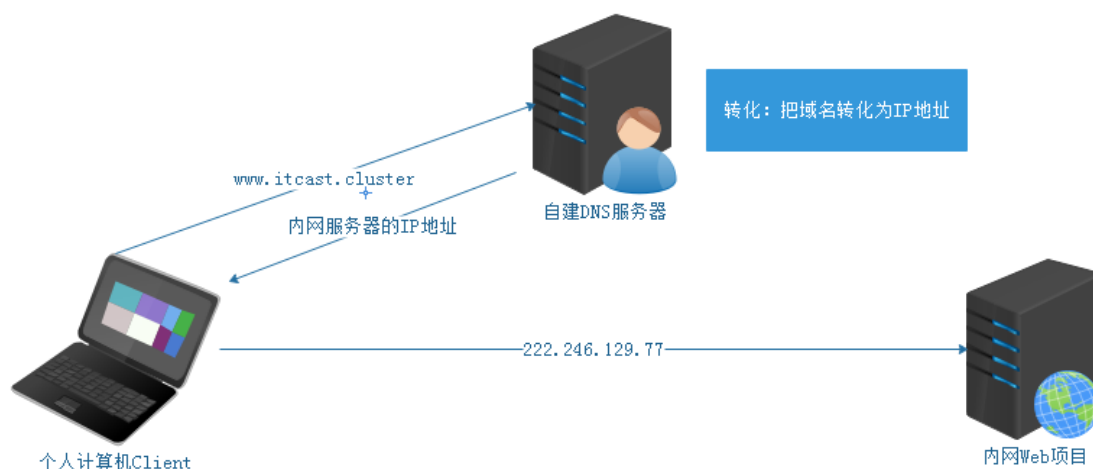 转化：把域名转化为IP地址
www.itcast.cluster
自建DNS服务器
内网服务器的IP地址
222.246.129.77
个人计算机Client
内网Web项目